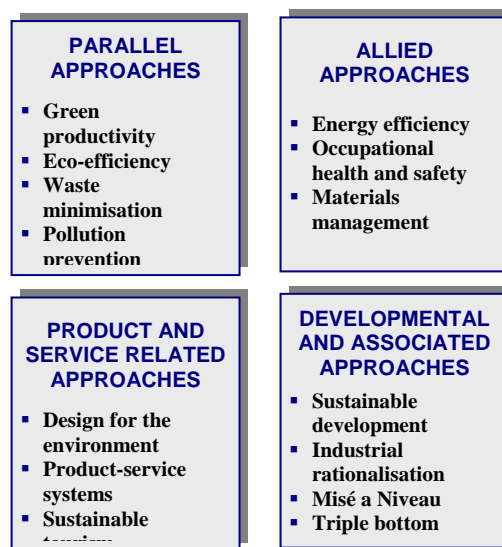 PARALLEL
APPROACHES
▪ Green
productivity
▪ Eco-efficiency
▪ Waste
minimisation
▪ Pollution
prevention
ALLIED
APPROACHES
▪ Energy efficiency
▪ Occupational
health and safety
▪ Materials
management
PRODUCT AND
SERVICE RELATED
APPROACHES
▪ Design for the
environment
▪ Product-service
systems
▪ Sustainable
tourism
DEVELOPMENTAL
AND ASSOCIATED
APPROACHES
▪ Sustainable
development
▪ Industrial
rationalisation
▪ Misé a Niveau
▪ Triple bottom